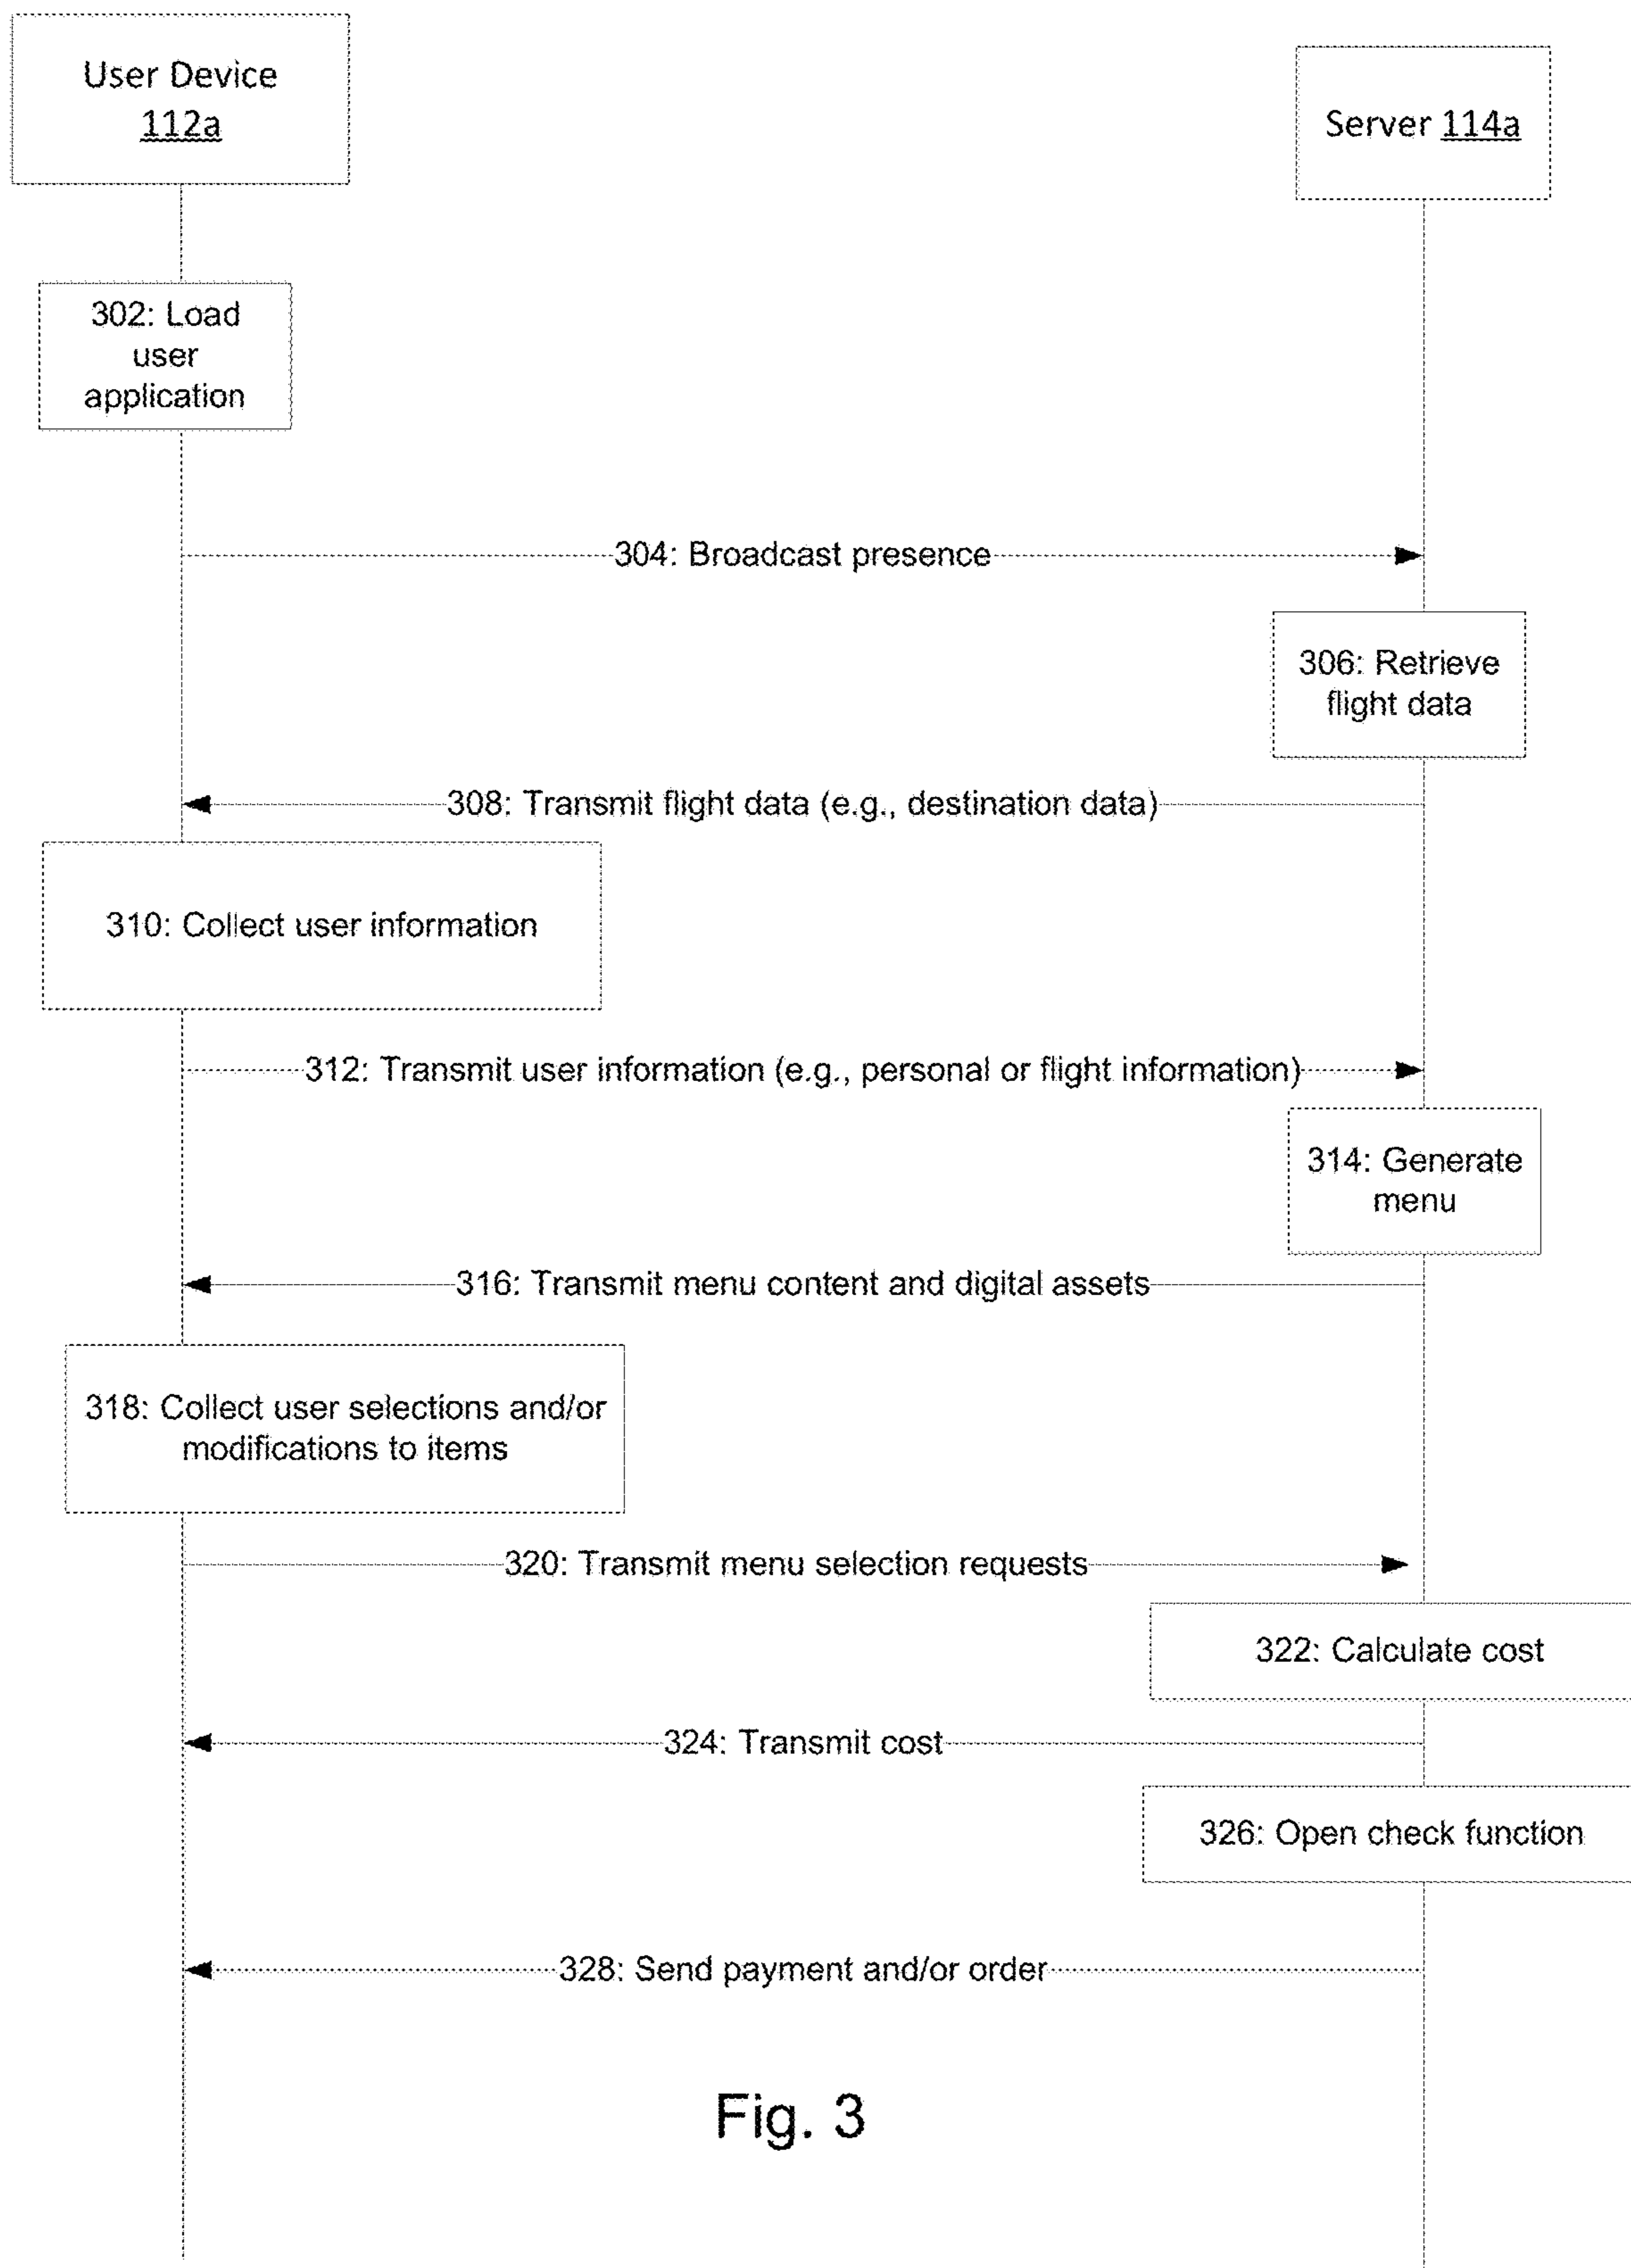 User Device
112a
Server 114a
302: Load
user
application
304: Broadcast presence
306: Retrieve
flight data
308: Transmit flight data (e.g., destination data)
310: Collect user information
312: Transmit user information (e.g., personal or flight information)
314: Generate
menu
316: Transmit menu content and digital assets
318: Collect user selections and/or
modifications to items
320: Transmit menu selection requests
322: Calculate cost
324: Transmit cost
326: Open check function
328: Send payment and/or order
Fig. 3